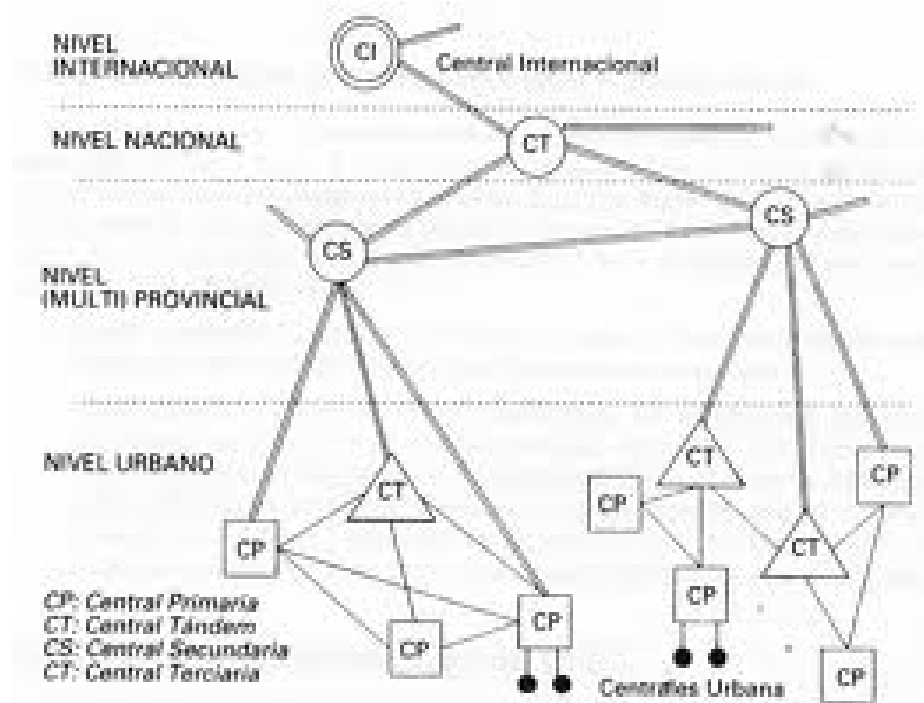 NIVEL
INTERNACIONAL
CI
Central Internacional
NIVEL NACIONAL
CT
CS
CS
NIVEL
(MULTI) PROVINCIAL
NIVEL URBANO
CT
CT
CP
CP
CP
CT
CP
CP
CP
CP
CP: Central Primaria
CT: Central Tándem
CS: Central Secundaria
CT: Central Terciaria
Centrales Urbana